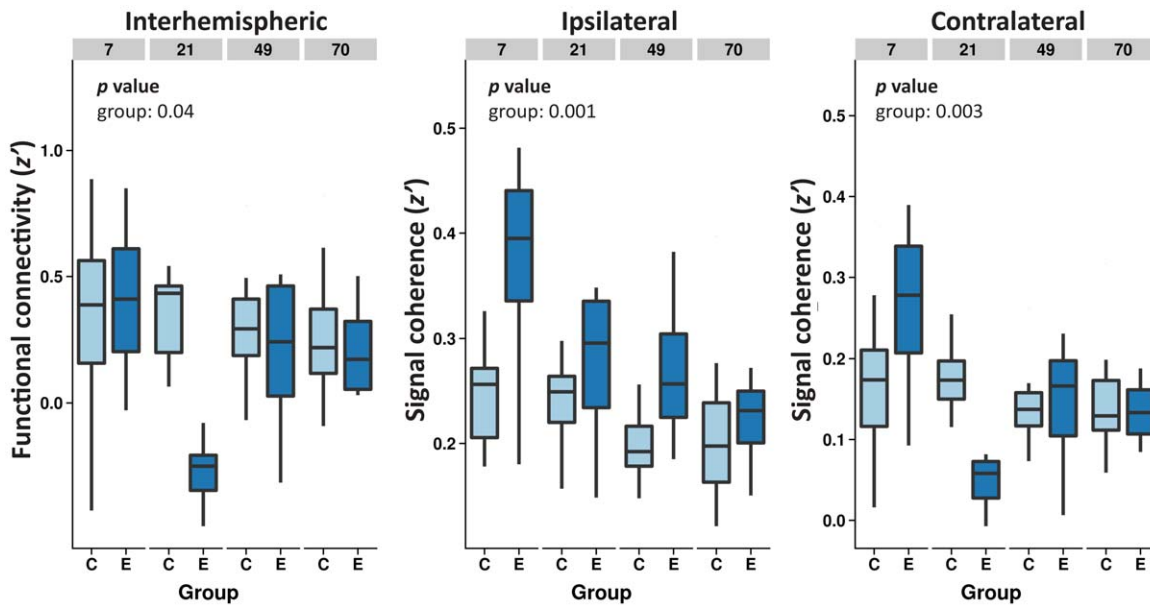 Interhemispheric
7 21 49 70
p value
group: 0.04
Functional connectivity (z′)
1.0
0.5
0.0
C E C E C E C E
Group
Ipsilateral
7 21 49 70
p value
group: 0.001
Signal coherence (z′)
0.5
0.4
0.3
0.2
C E C E C E C E
Group
Contralateral
7 21 49 70
p value
group: 0.003
Signal coherence (z′)
0.5
0.4
0.3
0.2
0.1
0.0
C E C E C E C E
Group